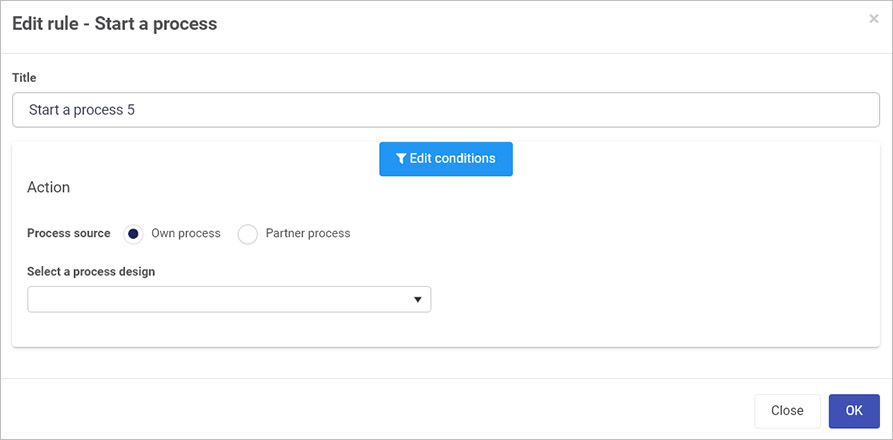 Edit rule - Start a process
×
Title
Start a process 5
Edit conditions
Action
Process source Own process Partner process
Select a process design
Close OK